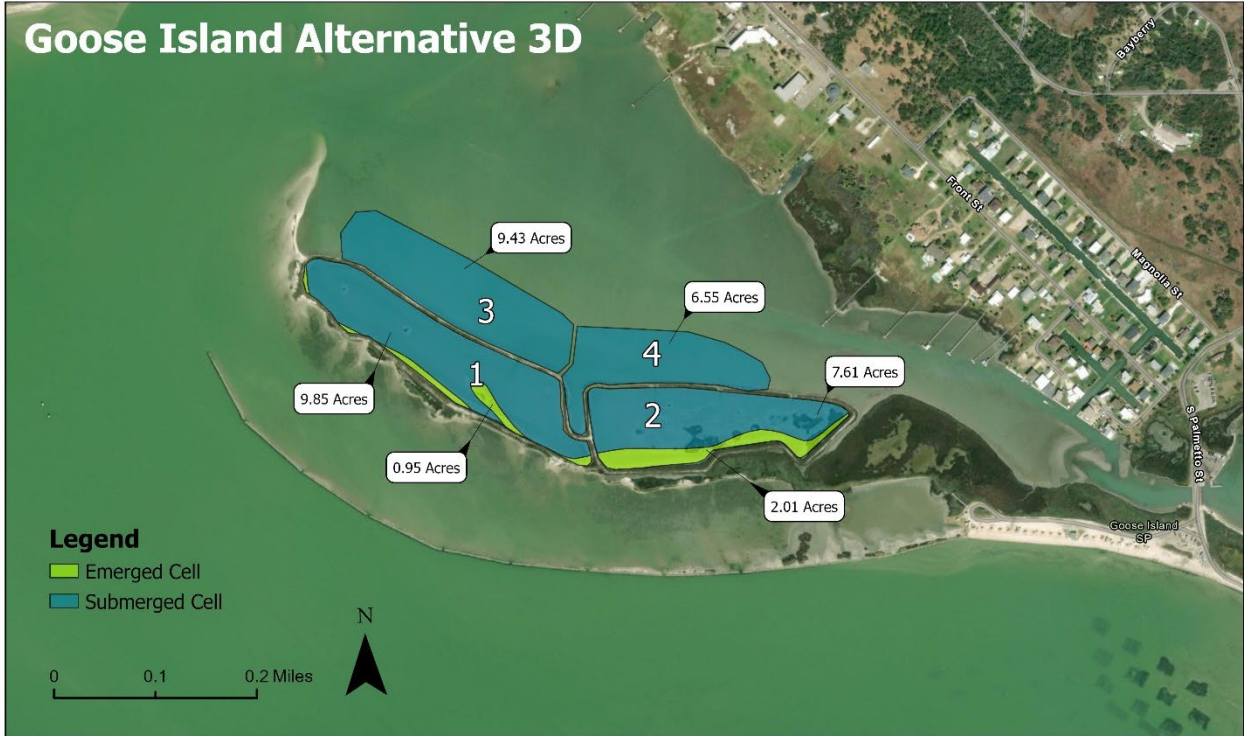 Goose Island Alternative 3D
Bayberry
Front St
Magnolia St
9.43 Acres
6.55 Acres
3
4
1
7.61 Acres
9.85 Acres
2
0.95 Acres
2.01 Acres
S Palmetto St
Goose Island
SP
Legend
Emerged Cell
Submerged Cell
N
0 0.1 0.2 Miles